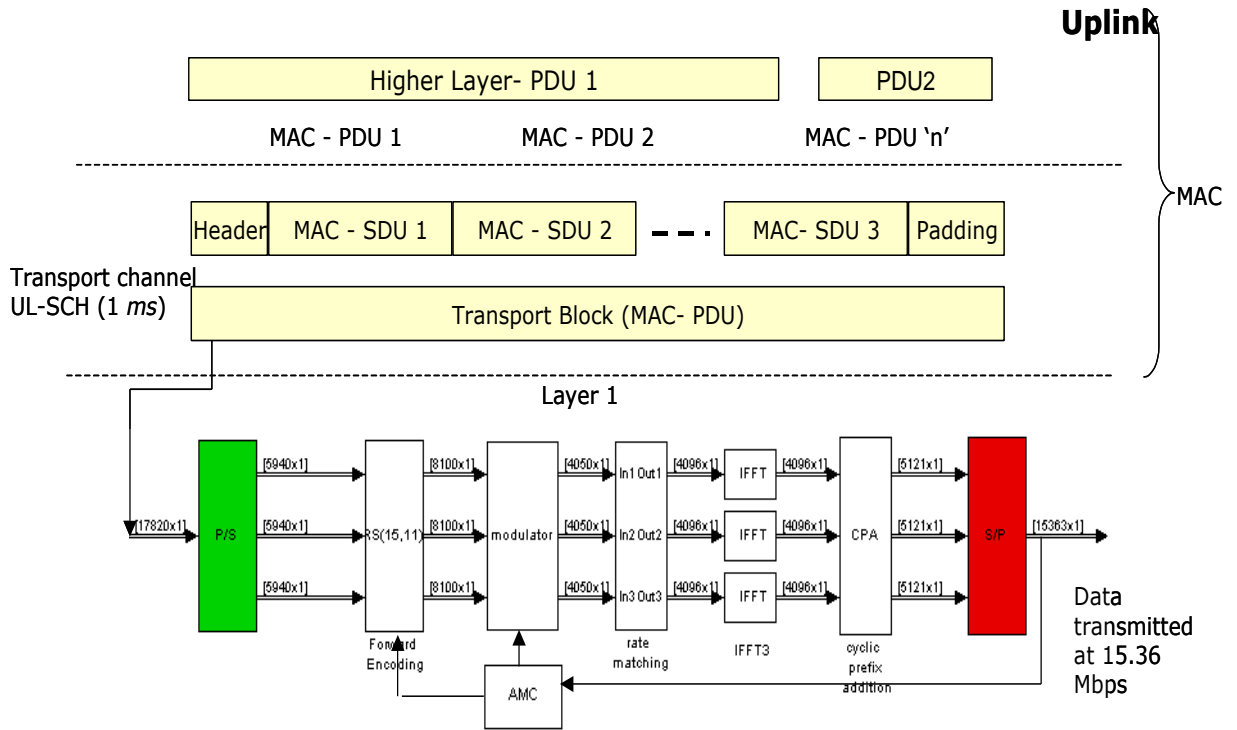 Uplink
Higher Layer- PDU 1
PDU2
MAC - PDU 1
MAC - PDU 2
MAC - PDU ‘n’
MAC
Header
MAC - SDU 1
MAC - SDU 2
MAC- SDU 3
Padding
Transport channel
UL-SCH (1 ms)
Transport Block (MAC- PDU)
Layer 1
[5940x1]
[8100x1]
[4050x1]
In1 Out1
[4096x1]
IFFT
[4096x1]
[5121x1]
[17820x1]
P/S
[5940x1]
RS(15,11)
[8100x1]
modulator
[4050x1]
In2 Out2
[4096x1]
IFFT
[4096x1]
CPA
[5121x1]
S/P
[15363x1]
[5940x1]
[8100x1]
[4050x1]
In3 Out3
[4096x1]
IFFT
[4096x1]
[5121x1]
Forward
Encoding
rate
matching
IFFT3
cyclic
prefix
addition
AMC
Data
transmitted
at 15.36
Mbps